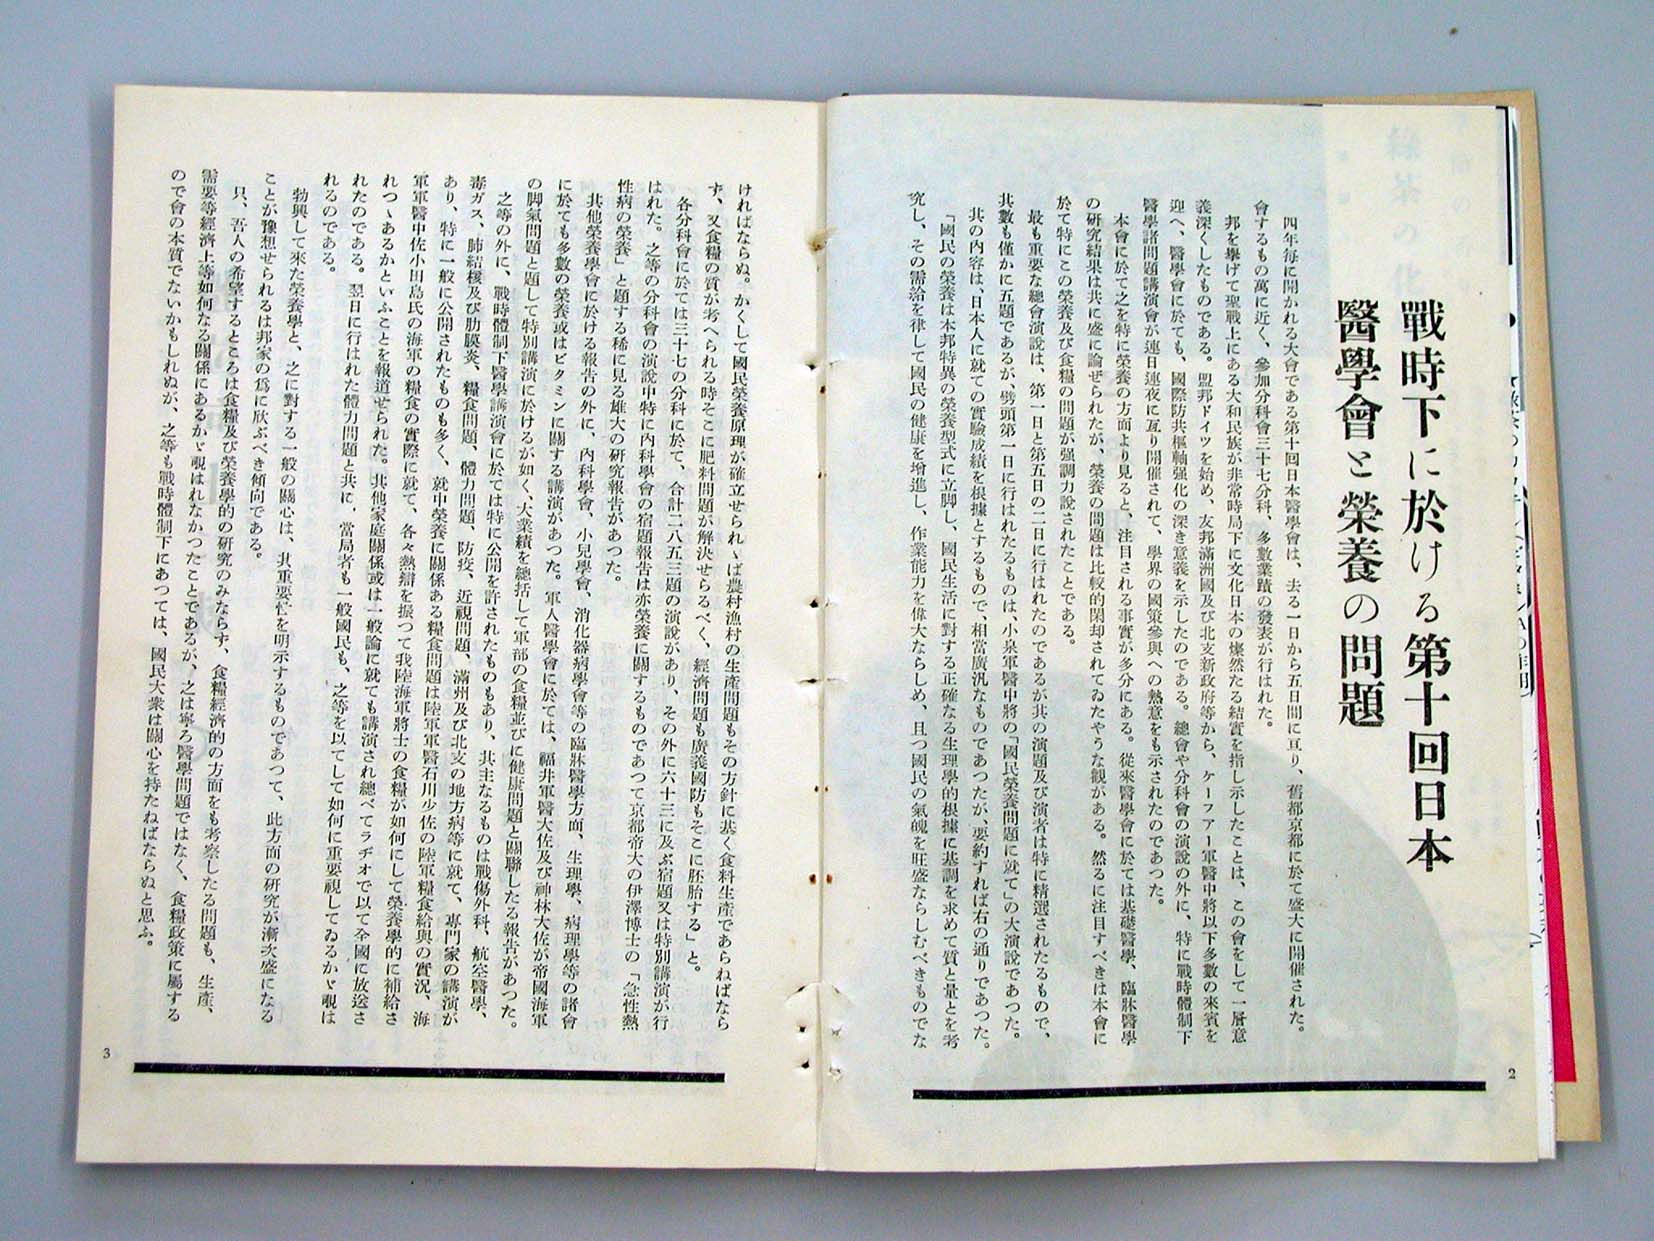 戰時下に於ける第十回日本
醫學會と榮養の問題
四年每に開かれる大會である第十回日本醫學會は、去る一日から五日間に亙り、舊都京都に於て盛大に開催された。
會するもの萬に近く、參加分科會三十七分科、多數業蹟の發表が行はれた。
邦を擧げて聖戰上にある大和民族が非常時局下に文化日本の燦然たる結實を指し示したことは、この會をして一層意
義深くしたものである。盟邦ドイツを始め、友邦滿洲國及び北支新政府等から、ケーファー軍醫中將以下多數の來賓を
迎へ、醫學會に於ても、國際防共樞軸强化の深き意義を示したのである。總會や分科會の演說の外に、特に戰時體制下
醫學諸問題講演會が連日連夜に亙り開催されて、學界の國策參與への熱意をも示されたのであつた。
本會に於て之を特に榮養の方面より見ると、注目される事實が多分にある。從來醫學會に於ては基礎醫學、臨牀醫學
の硏究結果は共に盛に論ぜられたが、榮養の問題は比較的閑却されてゐたやうな觀がある。然るに注目すべきは本會に
於て特にこの榮養及び食糧の問題が强調力說されたことである。
最も重要な總會演說は、第一日と第五日の二日に行はれたのであるが其の演題及び演者は特に精選されたるもので、
其數も僅かに五題であるが、劈頭第一日に行はれたるものは、小泉軍醫中將の「國民榮養問題に就て」の大演說であつた。
其の內容は、日本人に就ての實驗成績を根據とするもので、相當廣汎なものであつたが、要約すれば右の通りであつた。
「國民の榮養は本邦特異の榮養型式に立脚し、國民生活に對する正確なる生理學的根據に基調を求めて質と量とを考
究し、その需給を律して國民の健康を增進し、作業能力を偉大ならしめ、且つ國民の氣魄を旺盛ならしむべきものでな
2
ければならぬ。かくして國民榮養原理が確立せられゝば農村漁村の生產問題もその方針に基く食料生產であらねばなら
ず、又食糧の質が考へられる時そこに肥料問題が解決せらるべく、經濟問題も廣義國防もそこに胚胎する」と。
各分科會に於ては三十七の分科に於て、合計二八五三題の演說があり、その外に六十三に及ぶ宿題又は特別講演が行
はれた。之等の分科會の演說中特に內科學會の宿題報告は亦榮養に關するものであつて京都帝大の伊澤博士の「急性熱
性病の榮養」と題する稀に見る雄大の硏究報告があつた。
其他榮養學會に於ける報告の外に、內科學會、小兒學會、消化器病學會等の臨牀醫學方面、生理學、病理學等の諸會
に於ても多數の榮養或はビタミンに關する講演があつた。軍人醫學會に於ては、福井軍醫大佐及び神林大佐が帝國海軍
の脚氣問題と題して特別講演に於けるが如く、大業績を總括して軍部の食糧並びに健康問題と關聯したる報告があつた。
之等の外に、戰時體制下醫學講演會に於ては特に公開を許されたものもあり、其主なるものは戰傷外科、航空醫學、
毒ガス、肺結核及び肋膜炎、糧食問題、體力問題、防疫、近視問題、滿州及び北支の地方病等に就て、專門家の講演が
あり、特に一般に公開されたものも多く、就中榮養に關係ある糧食問題は陸軍軍醫石川少佐の陸軍糧食給與の實況、海
軍軍醫中佐小田島氏の海軍の糧食の實際に就て、各々熱辯を振つて我陸海軍將士の食糧が如何にして榮養學的に補給さ
れつゝあるかといふことを報道せられた。其他家庭關係或は一般論に就ても講演され總べてラヂオで以て全國に放送さ
れたのである。翌日に行はれた體力問題と共に、當局者も一般國民も、之等を以てして如何に重要視してゐるかゞ覗は
れるのである。
勃興して來た榮養學と、之に對する一般の關心は、其重要性を明示するものであつて、此方面の硏究が漸次盛になる
ことが豫想せられるは邦家の爲に欣ぶべき傾向である。
只、吾人の希望するところは食糧及び榮養學的の硏究のみならず、食糧經濟的の方面をも考察したる問題も、生產、
需要等經濟上等如何なる關係にあるかゞ覗はれなかつたことであるが、之は寧ろ醫學問題ではなく、食糧政策に屬する
ので會の本質でないかもしれぬが、之等も戰時體制下にあつては、國民大衆は關心を持たねばならぬと思ふ。
3